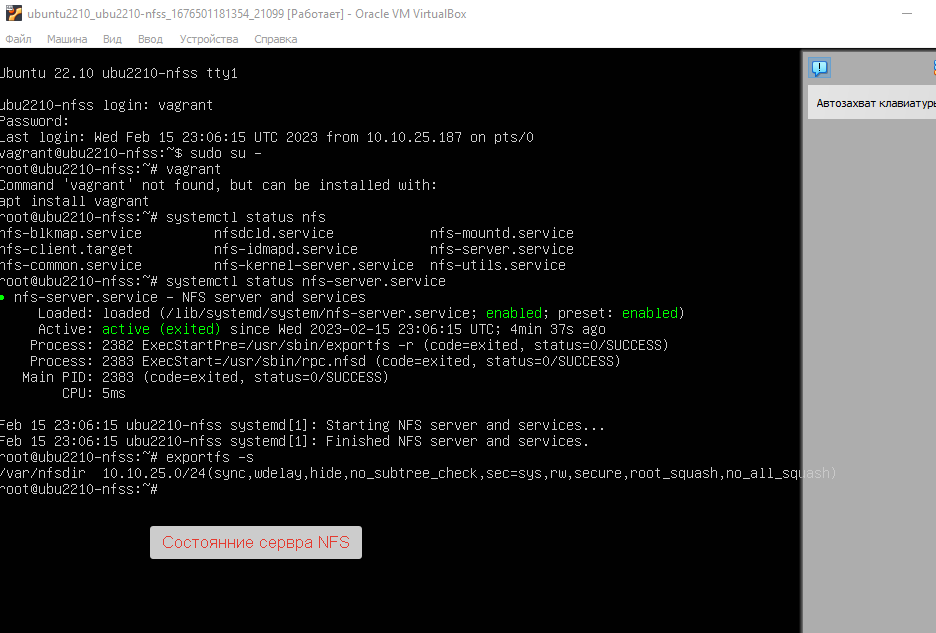 ubuntu2210_ubu2210-nfss_1676501181354_21099 [Работает] - Oracle VM VirtualBox
Файл Машина Вид Ввод Устройства Справка
Ubuntu 22.10 ubu2210-nfss tty1
ubu2210-nfss login: vagrant
Password:
Last login: Wed Feb 15 23:06:15 UTC 2023 from 10.10.25.187 on pts/0
vagrant@ubu2210-nfss:~$ sudo su -
root@ubu2210-nfss:~# vagrant
Command 'vagrant' not found, but can be installed with:
apt install vagrant
root@ubu2210-nfss:~# systemctl status nfs
nfs-blkmap.service nfsdcld.service nfs-mountd.service
nfs-client.target nfs-idmapd.service nfs-server.service
nfs-common.service nfs-kernel-server.service nfs-utils.service
root@ubu2210-nfss:~# systemctl status nfs-server.service
● nfs-server.service - NFS server and services
Loaded: loaded (/lib/systemd/system/nfs-server.service; enabled; preset: enabled)
Active: active (exited) since Wed 2023-02-15 23:06:15 UTC; 4min 37s ago
Process: 2382 ExecStartPre=/usr/sbin/exportfs -r (code=exited, status=0/SUCCESS)
Process: 2383 ExecStart=/usr/sbin/rpc.nfsd (code=exited, status=0/SUCCESS)
Main PID: 2383 (code=exited, status=0/SUCCESS)
CPU: 5ms
Feb 15 23:06:15 ubu2210-nfss systemd[1]: Starting NFS server and services...
Feb 15 23:06:15 ubu2210-nfss systemd[1]: Finished NFS server and services.
root@ubu2210-nfss:~# exportfs -s
/var/nfsdir 10.10.25.0/24(sync,wdelay,hide,no_subtree_check,sec=sys,rw,secure,root_squash,no_all_squash)
root@ubu2210-nfss:~#
Автозахват клавиатуры
Состоянние сервра NFS